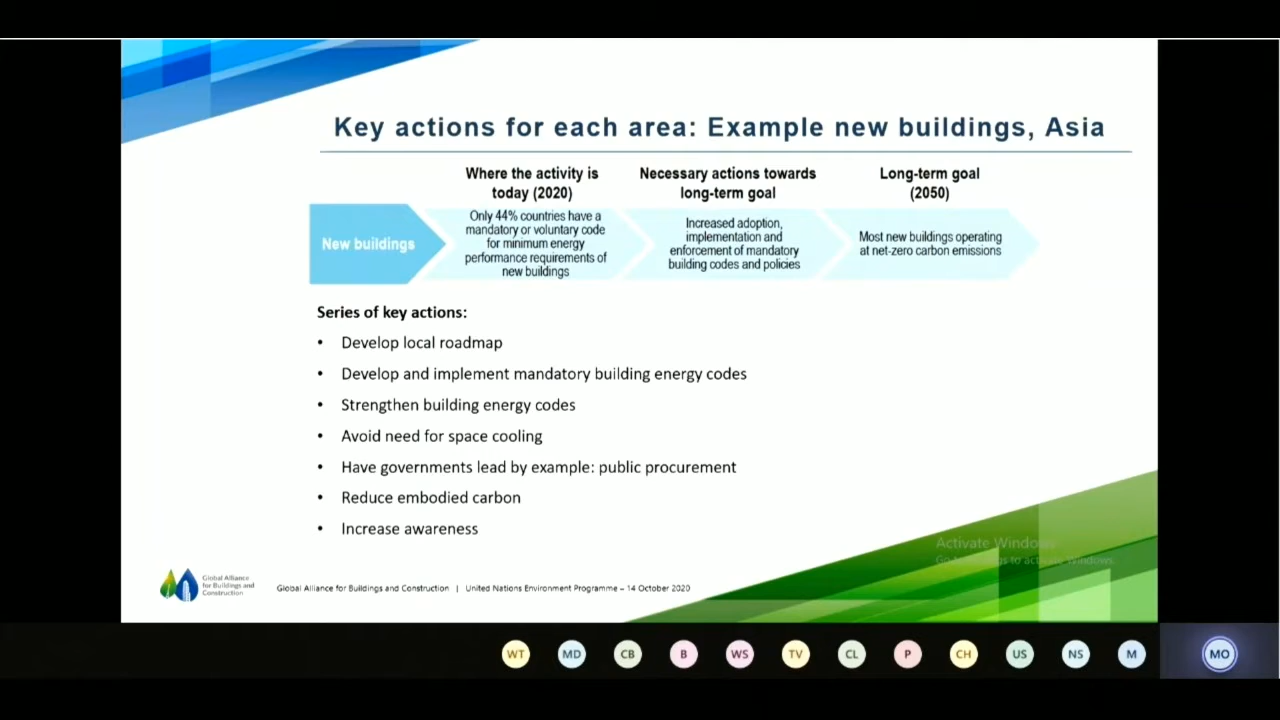 Key actions for each area: Example new buildings, Asia
Where the activity is
today (2020)
Necessary actions towards
long-term goal
Long-term goal
(2050)
New buildings
Only 44% countries have a
mandatory or voluntary code
for minimum energy
performance requirements of
new buildings
Increased adoption,
implementation and
enforcement of mandatory
building codes and policies
Most new buildings operating
at net-zero carbon emissions
Series of key actions:
• Develop local roadmap
• Develop and implement mandatory building energy codes
• Strengthen building energy codes
• Avoid need for space cooling
• Have governments lead by example: public procurement
• Reduce embodied carbon
• Increase awareness
Activate Windows
Go to to activate Windows.
Global Alliance
for Buildings and
Construction
Global Alliance for Buildings and Construction | United Nations Environment Programme – 14 October 2020
WT MD CB B WS TV CL P CH US NS M MO